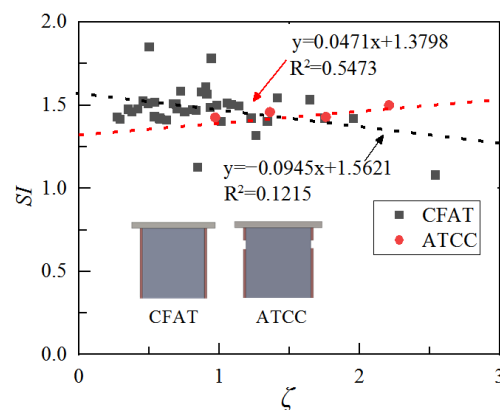 2.0
y=0.0471x+1.3798
R²=0.5473
1.5
y=−0.0945x+1.5621
R²=0.1215
SI
1.0
CFAT
ATCC
0.5
CFAT ATCC
0.0
0 1 2 3
ζ